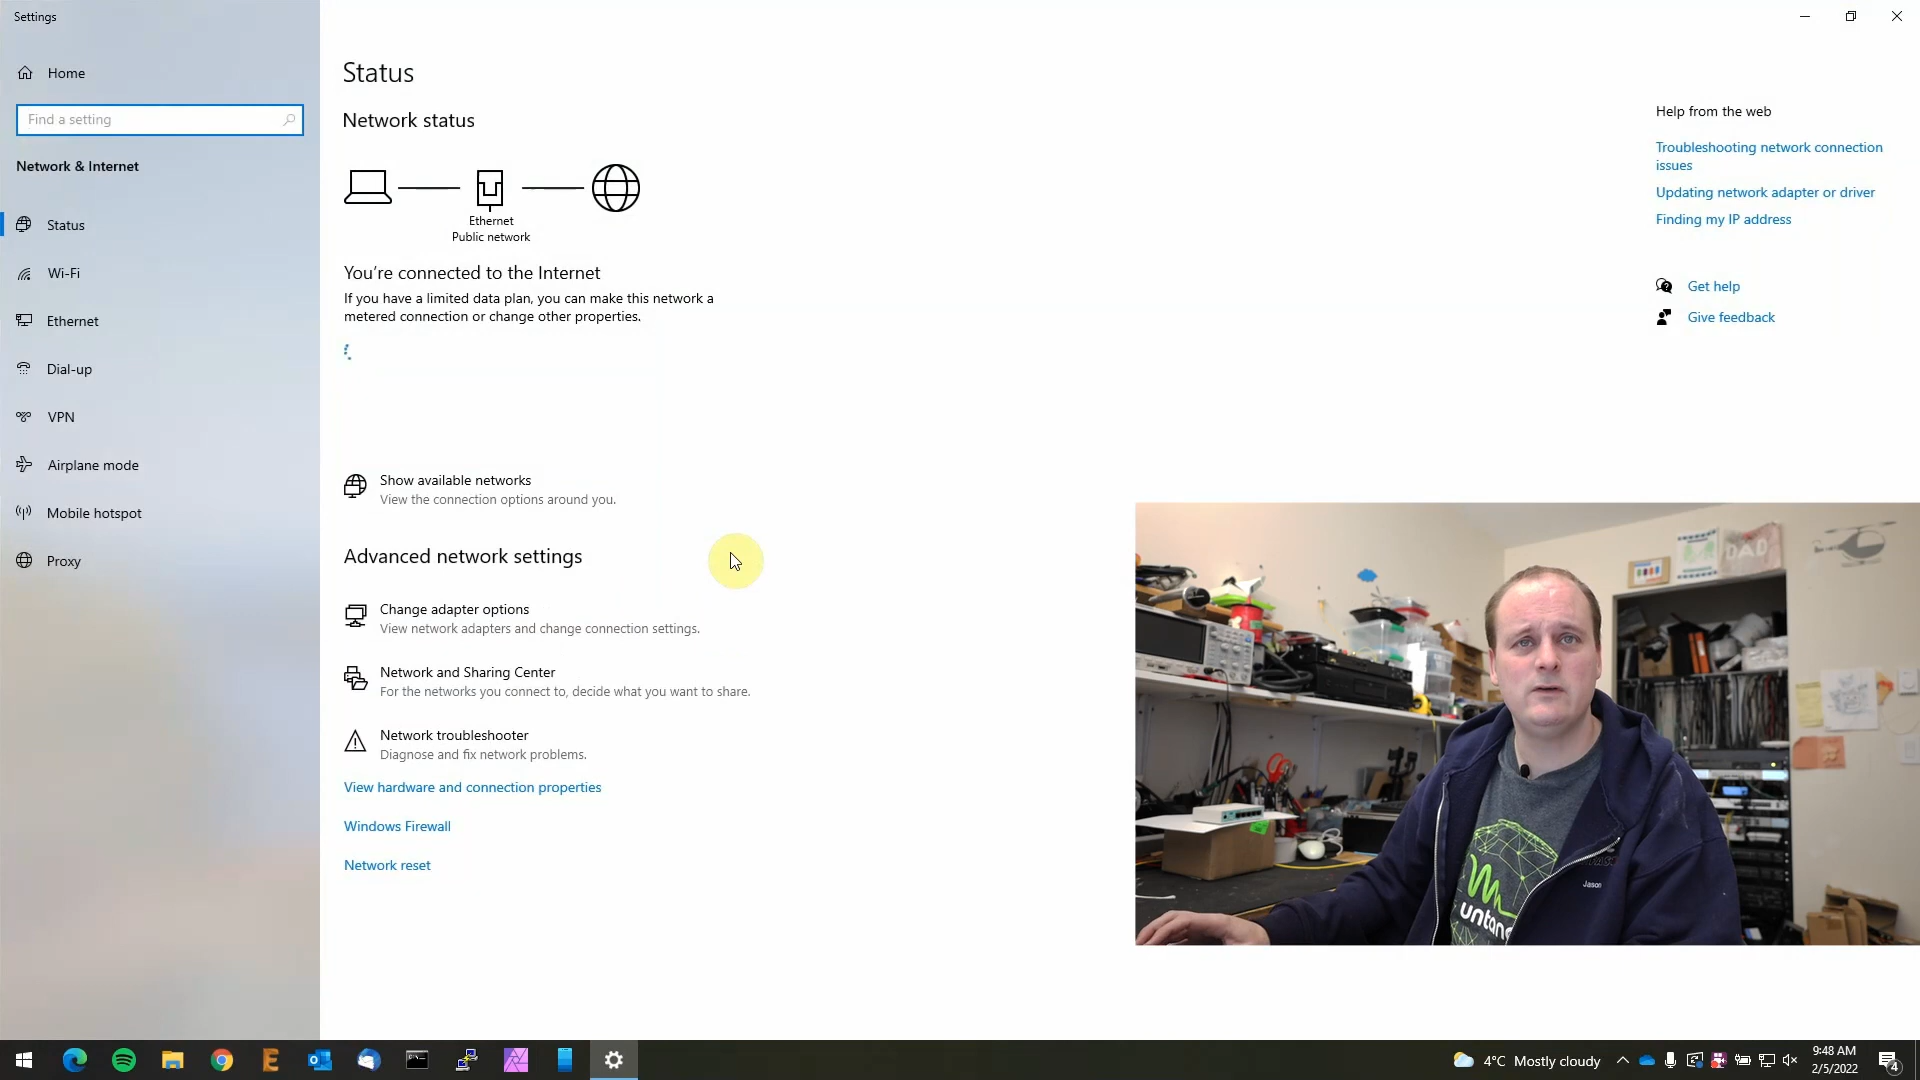 Settings
Home
Find a setting
Network & Internet
Status
Wi-Fi
Ethernet
Dial-up
VPN
Airplane mode
Mobile hotspot
Proxy
Status
Network status
Ethernet
Public network
You're connected to the Internet
If you have a limited data plan, you can make this network a
metered connection or change other properties.
Show available networks
View the connection options around you.
Advanced network settings
Change adapter options
View network adapters and change connection settings.
Network and Sharing Center
For the networks you connect to, decide what you want to share.
Network troubleshooter
Diagnose and fix network problems.
View hardware and connection properties
Windows Firewall
Network reset
Help from the web
Troubleshooting network connection
issues
Updating network adapter or driver
Finding my IP address
Get help
Give feedback
DAD
Jason
untang
4°C Mostly cloudy
9:48 AM
2/5/2022
4